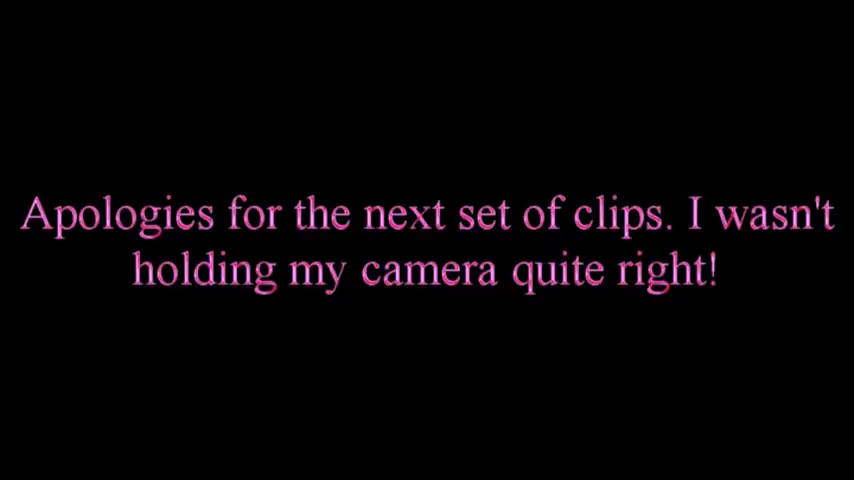 Apologies for the next set of clips. I wasn't
holding my camera quite right!